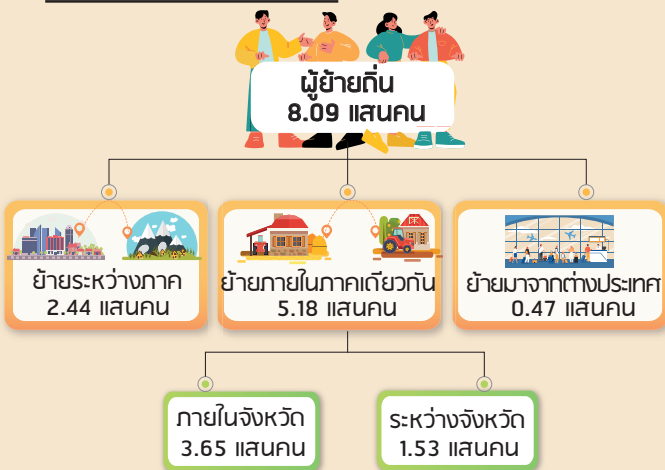 ผู้ย้ายถิ่น
8.09 แสนคน
ย้ายระหว่างภาค
2.44 แสนคน
ย้ายภายในภาคเดียวกัน
5.18 แสนคน
ย้ายมาจากต่างประเทศ
0.47 แสนคน
ภายในจังหวัด
3.65 แสนคน
ระหว่างจังหวัด
1.53 แสนคน